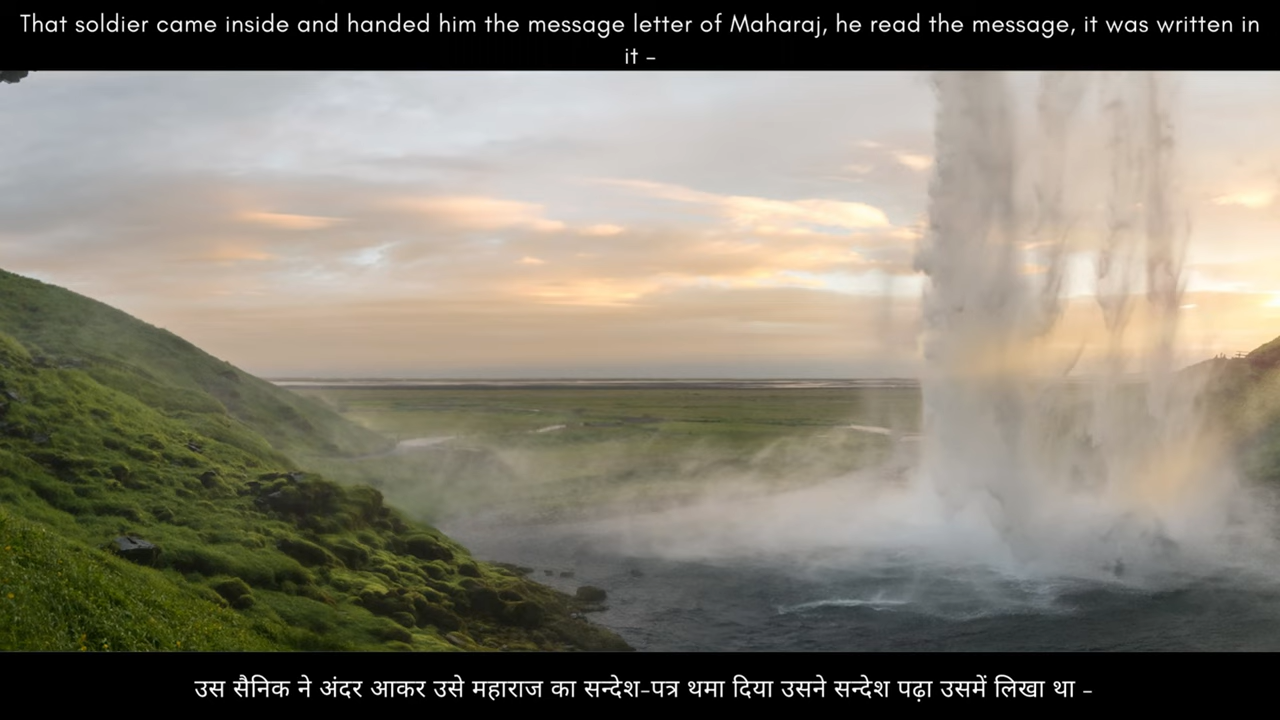 That soldier came inside and handed him the message letter of Maharaj, he read the message, it was written in
it –
उस सैनिक ने अंदर आकर उसे महाराज का सन्देश-पत्र थमा दिया उसने सन्देश पढ़ा उसमें लिखा था –